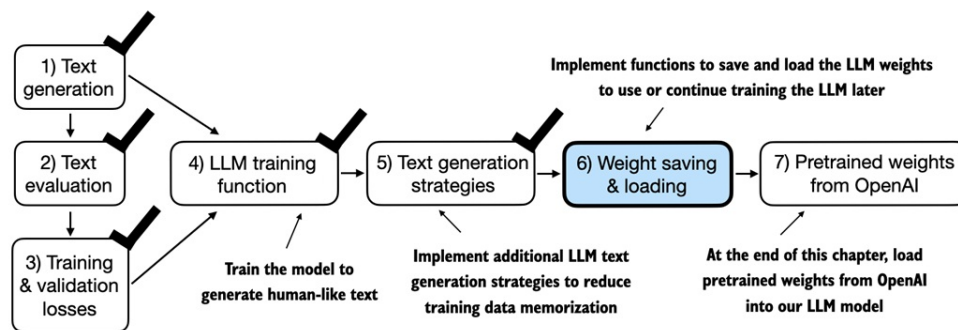 1) Text
generation
2) Text
evaluation
3) Training
& validation
losses
4) LLM training
function
Train the model to
generate human-like text
5) Text generation
strategies
Implement additional LLM text
generation strategies to reduce
training data memorization
Implement functions to save and load the LLM weights
to use or continue training the LLM later
6) Weight saving
& loading
7) Pretrained weights
from OpenAI
At the end of this chapter, load
pretrained weights from OpenAI
into our LLM model